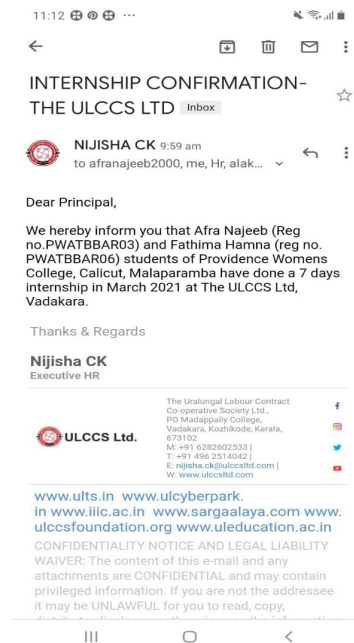 11:12
INTERNSHIP CONFIRMATION-
THE ULCCS LTD Inbox
NIJISHA CK 9:59 am
to afranajeeb2000, me, Hr, alak...
Dear Principal,
We hereby inform you that Afra Najeeb (Reg
no.PWATBBAR03) and Fathima Hamna (reg no.
PWATBBAR06) students of Providence Womens
College, Calicut, Malaparamba have done a 7 days
internship in March 2021 at The ULCCS Ltd,
Vadakara.
Thanks & Regards
Nijisha CK
Executive HR
ULCCS Ltd.
The Uralungal Labour Contract
Co-operative Society Ltd.,
PO Madappally College,
Vadakara, Kozhikode, Kerala,
673102
M: +91 6282602533 |
T: +91 496 2514042 |
E: nijisha.ck@ulccsltd.com |
W: www.ulccsltd.com
www.ults.in www.ulcyberpark.
in www.iiic.ac.in www.sargaalaya.com www.
ulccsfoundation.org www.uleducation.ac.in
CONFIDENTIALITY NOTICE AND LEGAL LIABILITY
WAIVER: The content of this e-mail and any
attachments are CONFIDENTIAL and may contain
privileged information. If you are not the addressee
it may be UNLAWFUL for you to read, copy,